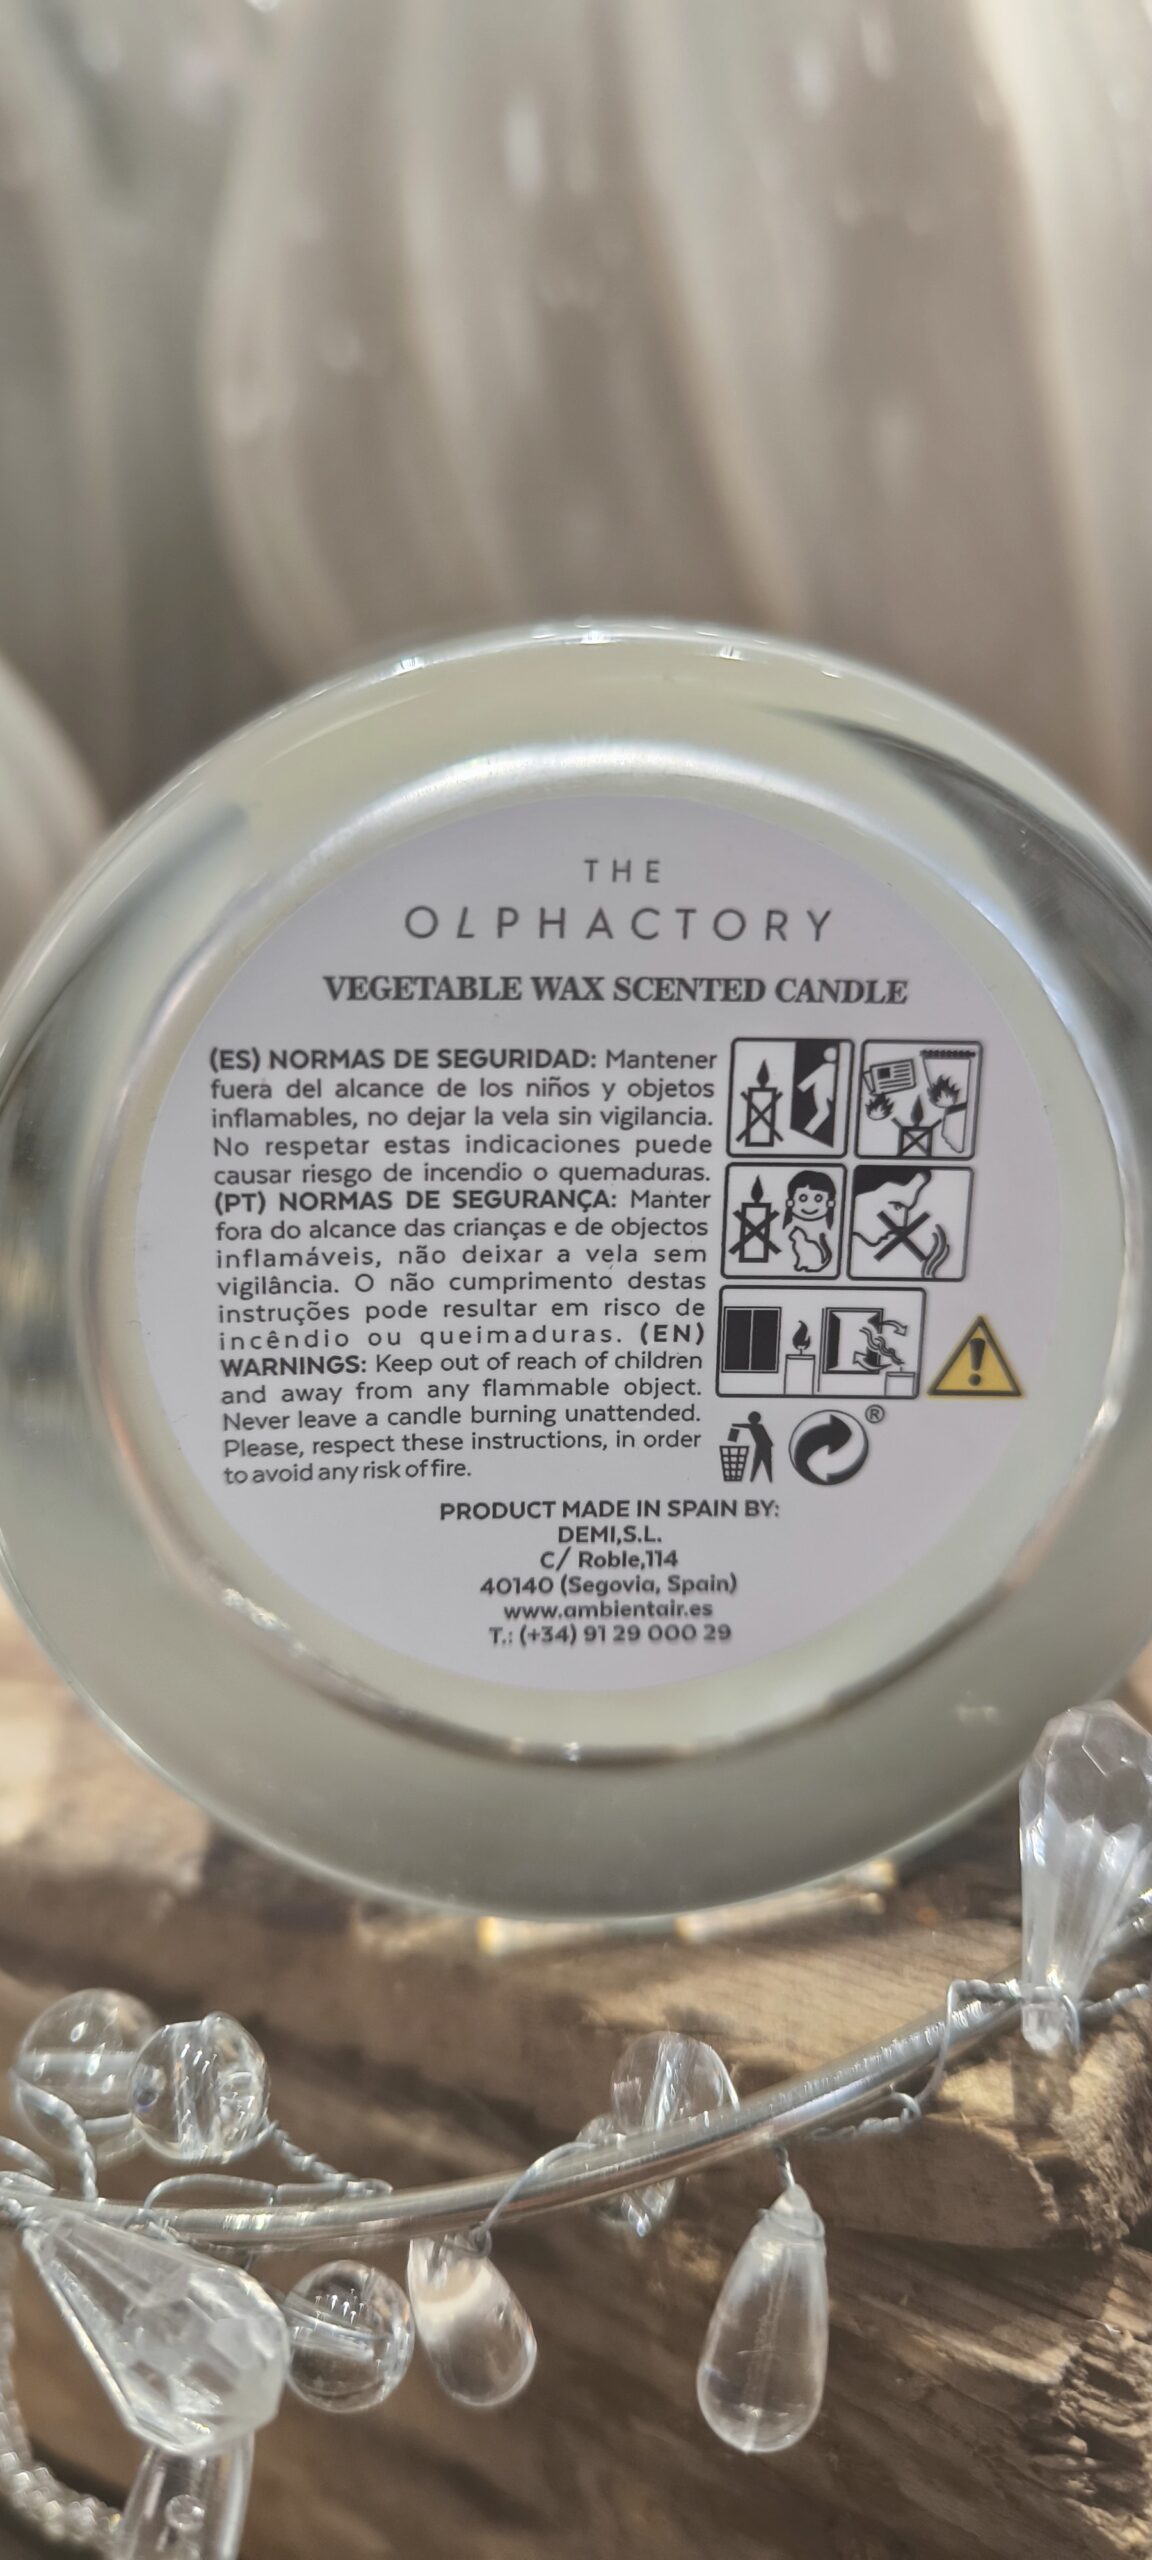 THE
OLPHACTORY
VEGETABLE WAX SCENTED CANDLE
(ES) NORMAS DE SEGURIDAD: Mantener
fuera del alcance de los niños y objetos
inflamables, no dejar la vela sin vigilancia.
No respetar estas indicaciones puede
causar riesgo de incendio o quemaduras.
(PT) NORMAS DE SEGURANÇA: Manter
fora do alcance das crianças e de objectos
inflamáveis, não deixar a vela sem
vigilância. O não cumprimento destas
instruções pode resultar em risco de
incêndio ou queimaduras. (EN)
WARNINGS: Keep out of reach of children
and away from any flammable object.
Never leave a candle burning unattended.
Please, respect these instructions, in order
to avoid any risk of fire.
®
PRODUCT MADE IN SPAIN BY:
DEMI,S.L.
C/ Roble,114
40140 (Segovia, Spain)
www.ambientair.es
T.: (+34) 91 29 000 29